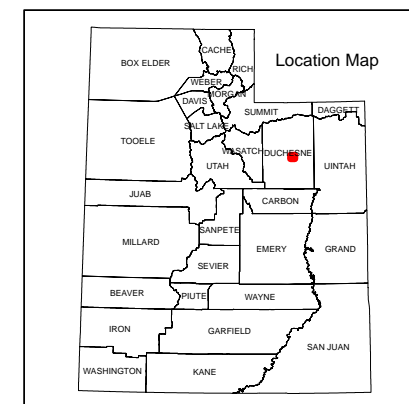 Location Map
CACHE
BOX ELDER
RICH
WEBER
MORGAN
DAVIS
SUMMIT
DAGGETT
SALT LAKE
TOOELE
WASATCH
DUCHESNE
UTAH
UINTAH
JUAB
CARBON
SANPETE
MILLARD
EMERY
GRAND
SEVIER
BEAVER
PIUTE
WAYNE
IRON
GARFIELD
SAN JUAN
WASHINGTON
KANE